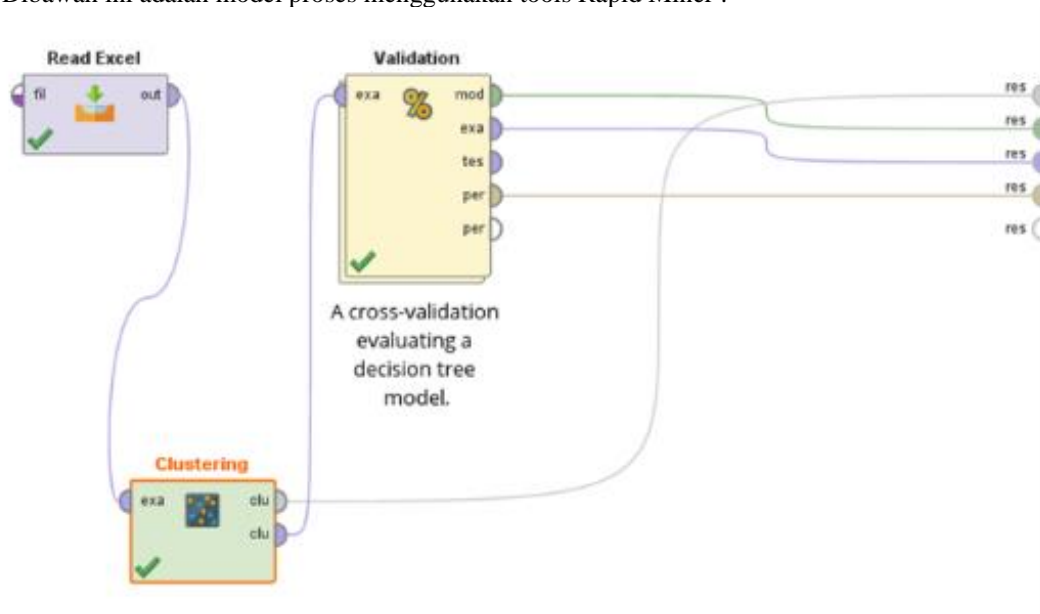 Dibawah ini adalah model proses menggunakan tools Rapid Miner :
Read Excel
fil
out
Validation
exa
mod
exa
tes
per
per
A cross-validation
evaluating a
decision tree
model.
Clustering
exa
clu
clu
res
res
res
res
res